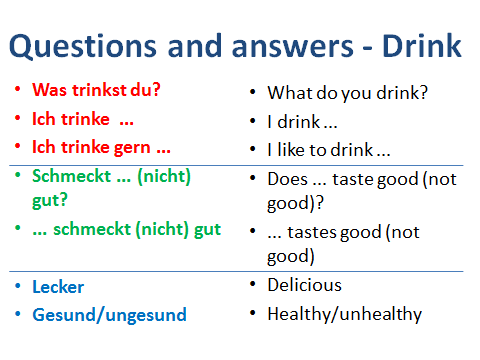 Questions and answers - Drink
• Was trinkst du?
• Ich trinke ...
• Ich trinke gern ...
• Schmeckt ... (nicht)
gut?
• ... schmeckt (nicht) gut
• Lecker
• Gesund/ungesund
• What do you drink?
• I drink ...
• I like to drink ...
• Does ... taste good (not
good)?
• ... tastes good (not
good)
• Delicious
• Healthy/unhealthy